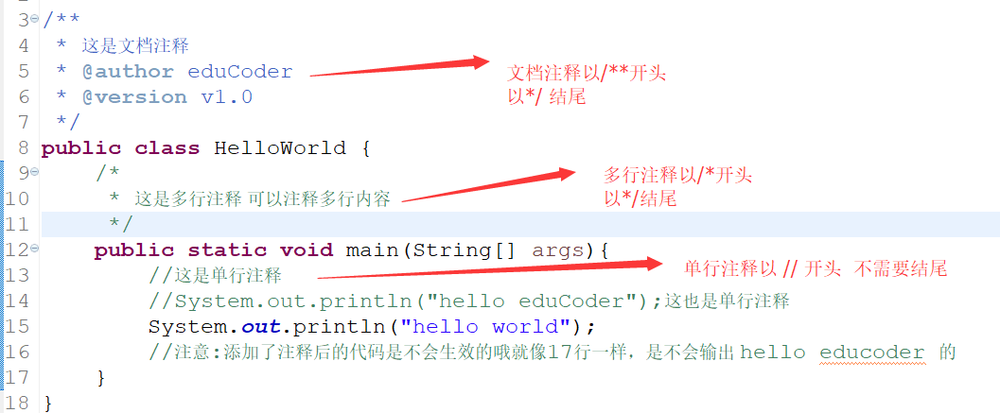 3 /**
4 * 这是文档注释
5 * @author eduCoder
文档注释以/**开头
以*/ 结尾
6 * @version v1.0
7 */
8 public class HelloWorld {
9 /*
多行注释以/*开头
以*/结尾
10 * 这是多行注释 可以注释多行内容
11 */
12 public static void main(String[] args){
13 //这是单行注释
单行注释以 // 开头 不需要结尾
14 //System.out.println("hello eduCoder");这也是单行注释
15 System.out.println("hello world");
16 //注意:添加了注释后的代码是不会生效的哦就像17行一样，是不会输出 hello educoder 的
17 }
18 }